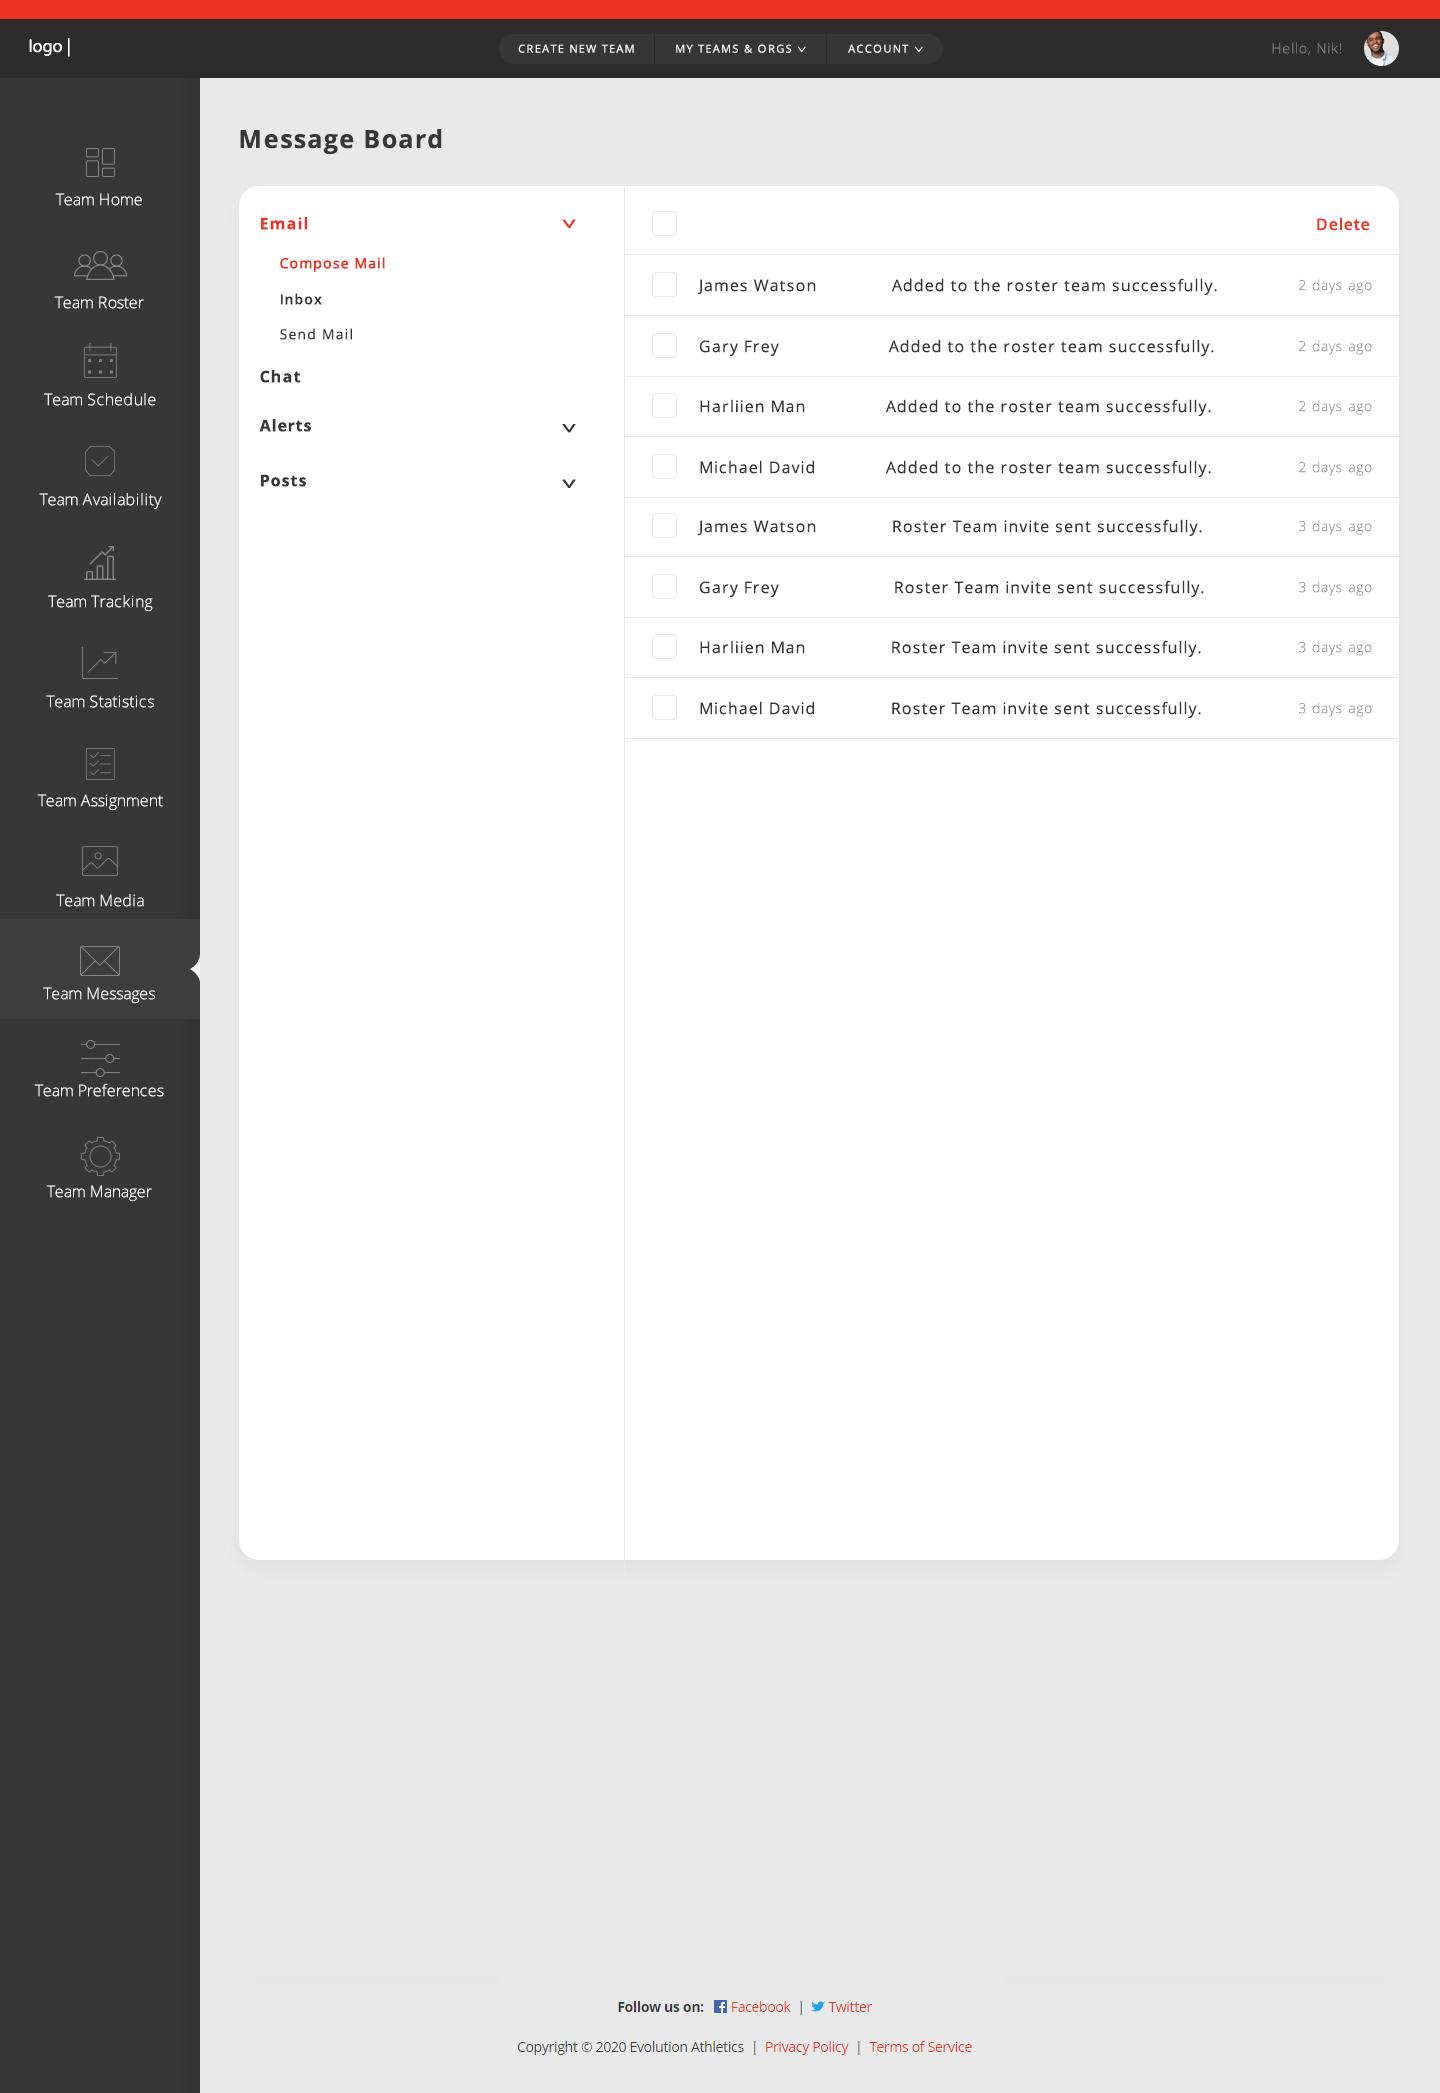 logo |
CREATE NEW TEAM
MY TEAMS & ORGS
ACCOUNT
Hello, Nik!
Team Home
Team Roster
Team Schedule
Team Availability
Team Tracking
Team Statistics
Team Assignment
Team Media
Team Messages
Team Preferences
Team Manager
Message Board
Email
Compose Mail
Inbox
Send Mail
Chat
Alerts
Posts
Delete
James Watson Added to the roster team successfully. 2 days ago
Gary Frey Added to the roster team successfully. 2 days ago
Harliien Man Added to the roster team successfully. 2 days ago
Michael David Added to the roster team successfully. 2 days ago
James Watson Roster Team invite sent successfully. 3 days ago
Gary Frey Roster Team invite sent successfully. 3 days ago
Harliien Man Roster Team invite sent successfully. 3 days ago
Michael David Roster Team invite sent successfully. 3 days ago
Follow us on: Facebook | Twitter
Copyright © 2020 Evolution Athletics | Privacy Policy | Terms of Service